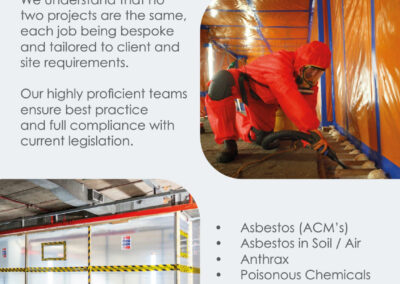 We understand that no
two projects are the same,
each job being bespoke
and tailored to client and
site requirements.
Our highly proficient teams
ensure best practice
and full compliance with
current legislation.
• Asbestos (ACM's)
• Asbestos in Soil / Air
• Anthrax
• Poisonous Chemicals